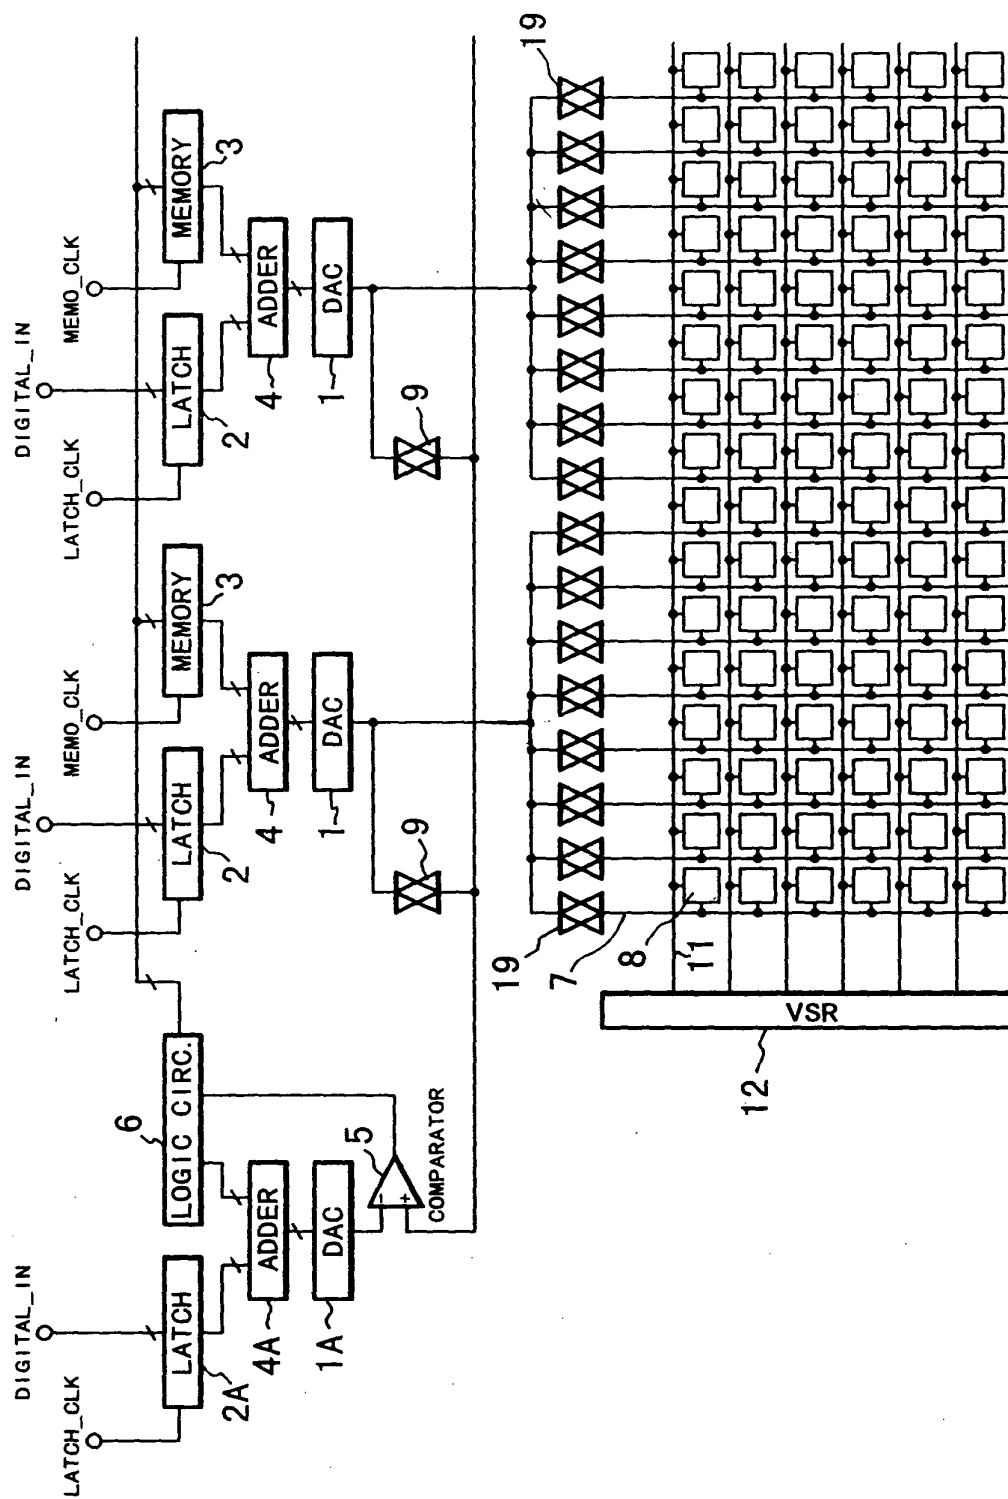 DIGITAL_IN
DIGITAL_IN
DIGITAL_IN
LATCH_CLK
LATCH_CLK
MEMO_CLK
LATCH_CLK
MEMO_CLK
6
LATCH
LOGIC CIRC.
LATCH
MEMORY
LATCH
MEMORY
2A
2
3
2
3
4A
ADDER
4
ADDER
4
ADDER
1A
DAC
1
DAC
1
DAC
5
- +
COMPARATOR
9
9
19
19
7
8
11
12
VSR